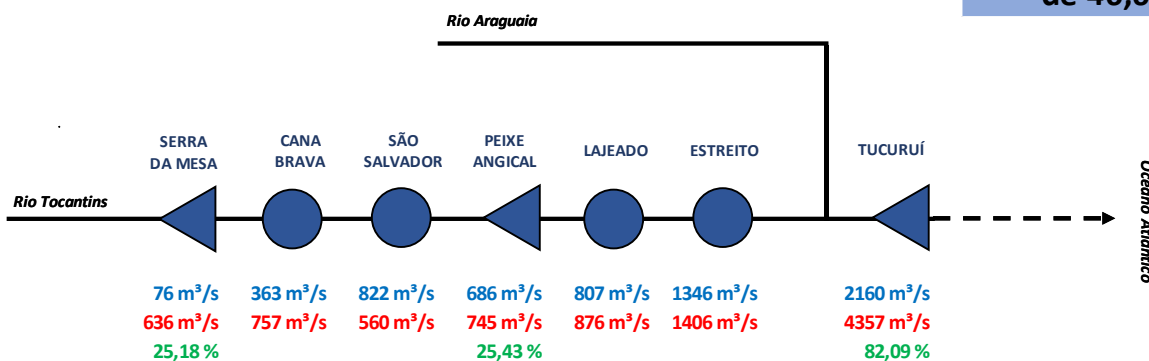 Rio Araguaia
SERRA
DA MESA
CANA
BRAVA
SÃO
SALVADOR
PEIXE
ANGICAL
LAJEADO
ESTREITO
TUCURUÍ
Rio Tocantins
Oceano Atlântico
76 m³/s 363 m³/s 822 m³/s 686 m³/s 807 m³/s 1346 m³/s 2160 m³/s
636 m³/s 757 m³/s 560 m³/s 745 m³/s 876 m³/s 1406 m³/s 4357 m³/s
25,18 % 25,43 % 82,09 %